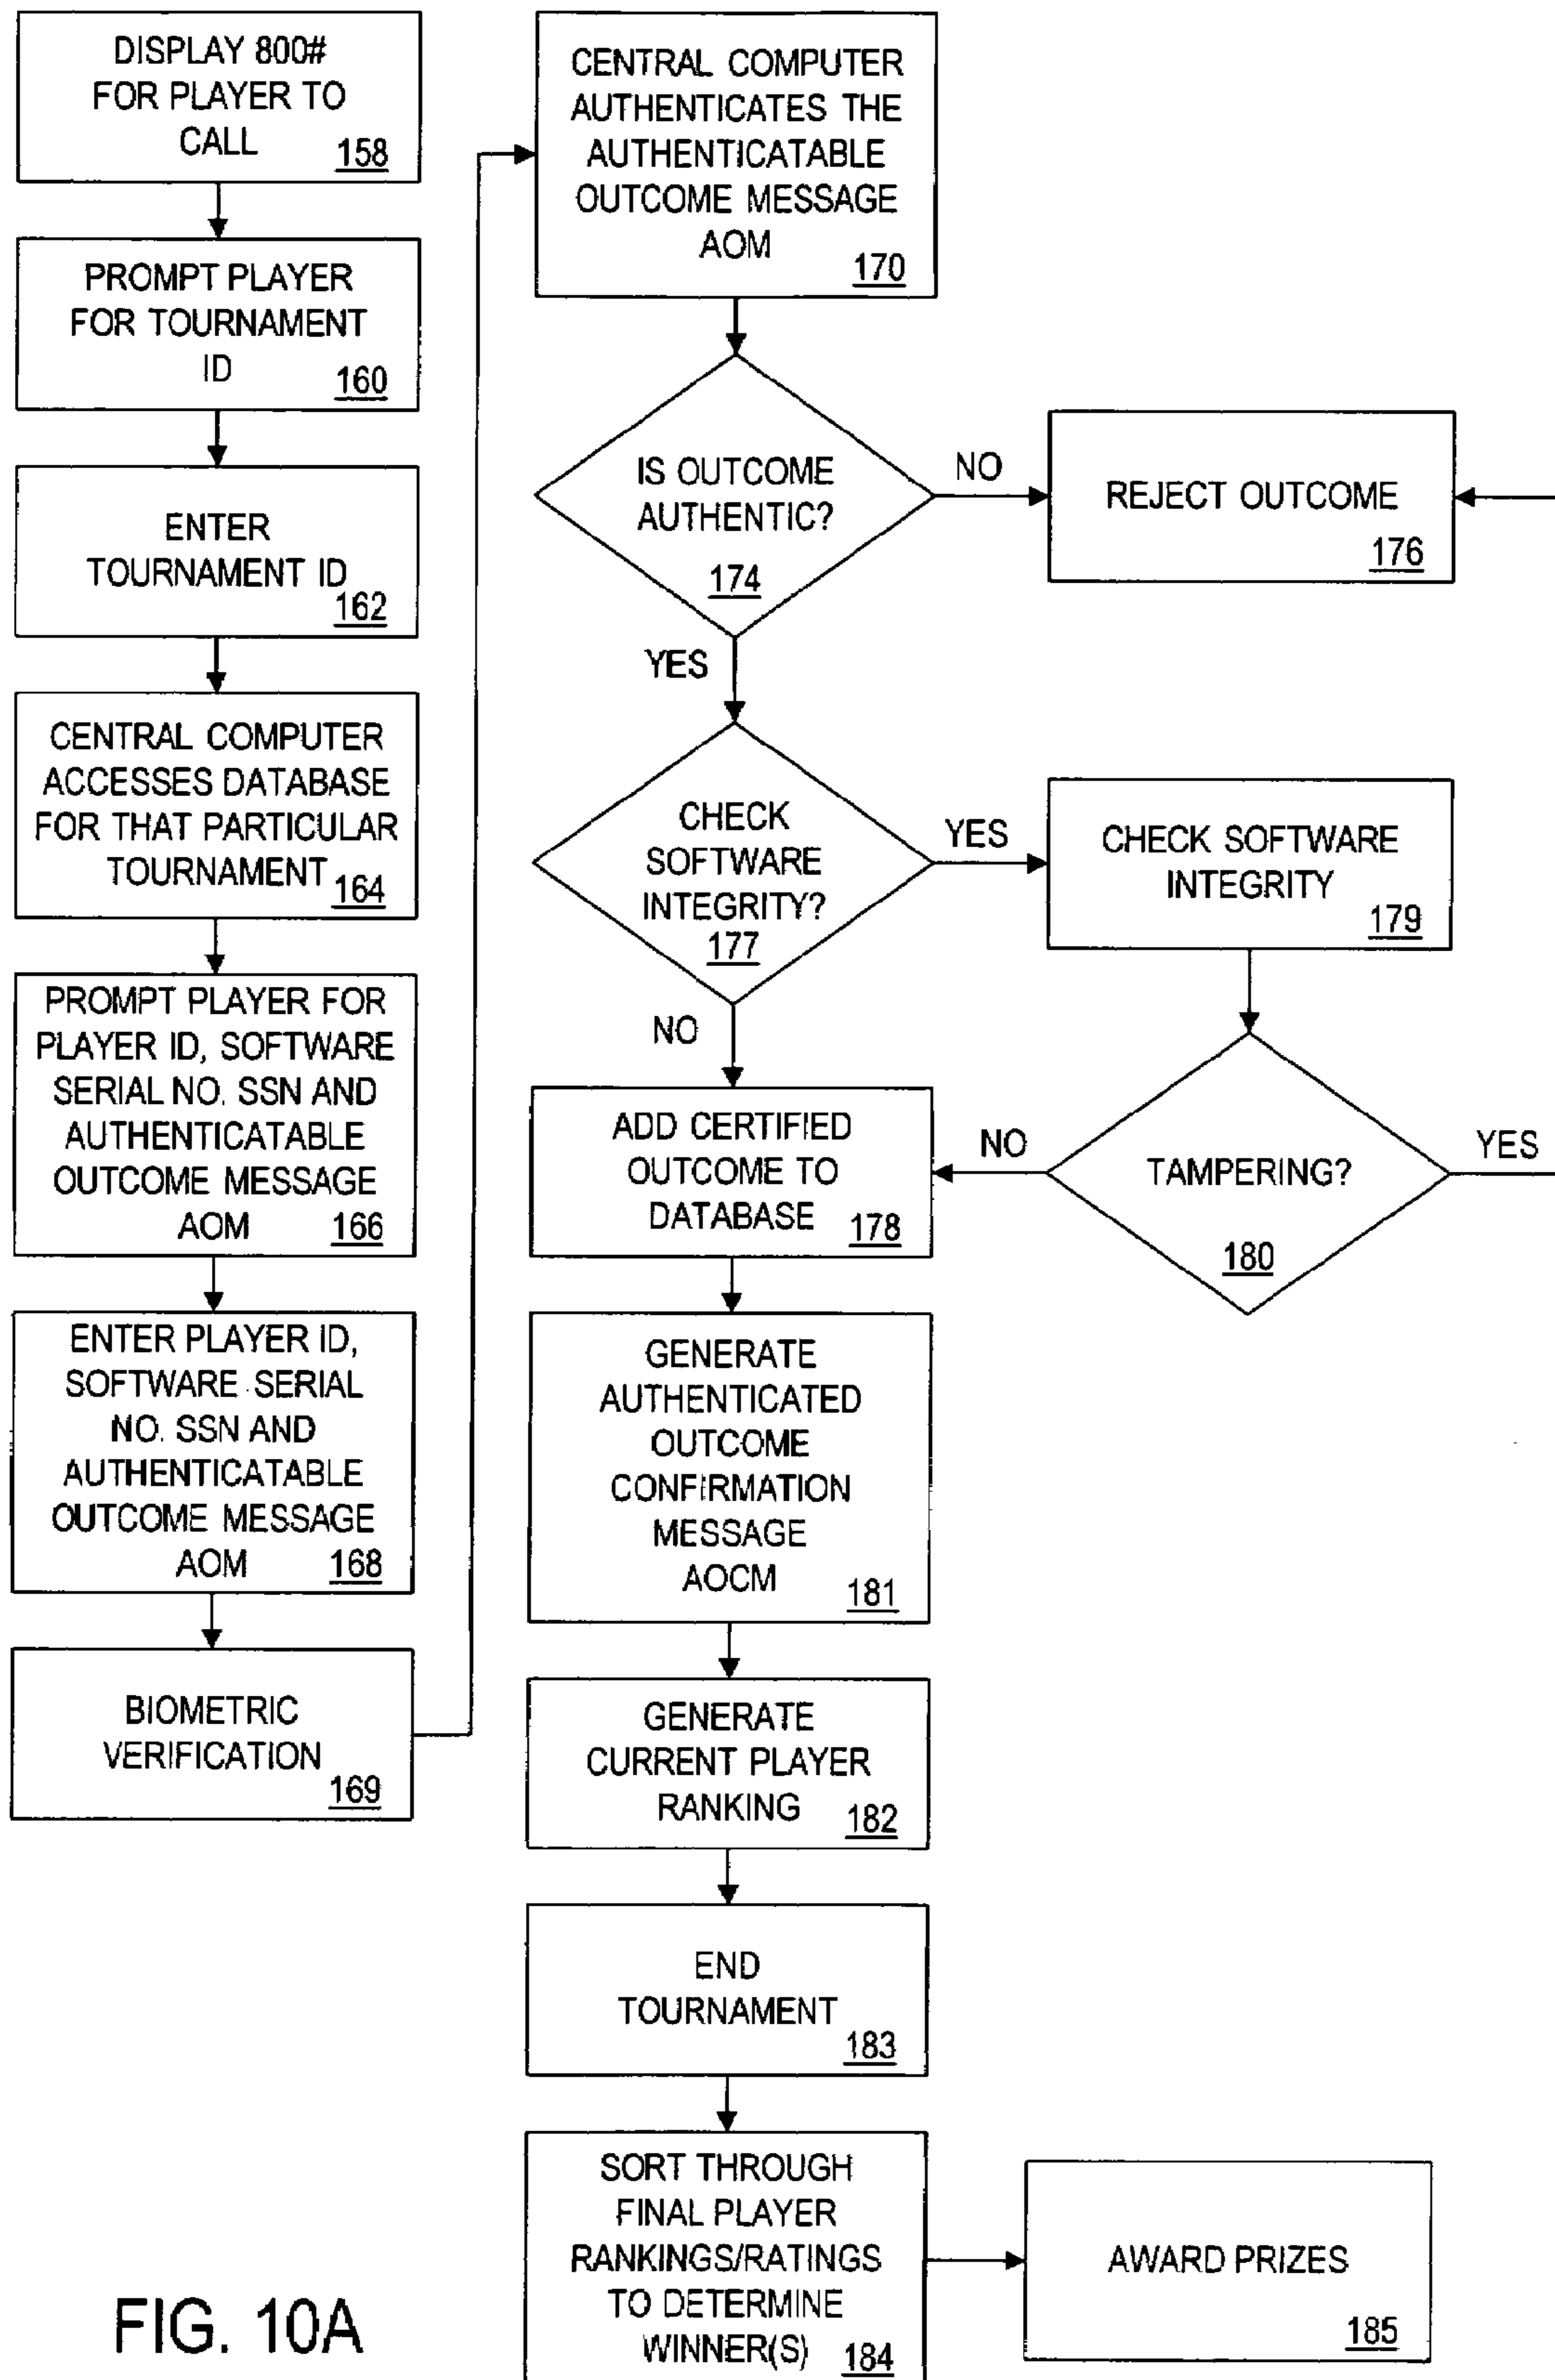 DISPLAY 800#
FOR PLAYER TO
CALL 158
PROMPT PLAYER
FOR TOURNAMENT
ID 160
ENTER
TOURNAMENT ID
162
CENTRAL COMPUTER
ACCESSES DATABASE
FOR THAT PARTICULAR
TOURNAMENT 164
PROMPT PLAYER FOR
PLAYER ID, SOFTWARE
SERIAL NO. SSN AND
AUTHENTICATABLE
OUTCOME MESSAGE
AOM 166
ENTER PLAYER ID,
SOFTWARE SERIAL
NO. SSN AND
AUTHENTICATABLE
OUTCOME MESSAGE
AOM 168
BIOMETRIC
VERIFICATION
169
CENTRAL COMPUTER
AUTHENTICATES THE
AUTHENTICATABLE
OUTCOME MESSAGE
AOM 170
IS OUTCOME
AUTHENTIC?
174
NO
REJECT OUTCOME
176
YES
CHECK
SOFTWARE
INTEGRITY?
177
YES
CHECK SOFTWARE
INTEGRITY
179
NO
TAMPERING?
180
NO
YES
ADD CERTIFIED
OUTCOME TO
DATABASE 178
GENERATE
AUTHENTICATED
OUTCOME
CONFIRMATION
MESSAGE
AOCM 181
GENERATE
CURRENT PLAYER
RANKING 182
END
TOURNAMENT
183
SORT THROUGH
FINAL PLAYER
RANKINGS/RATINGS
TO DETERMINE
WINNER(S) 184
AWARD PRIZES
185
FIG. 10A